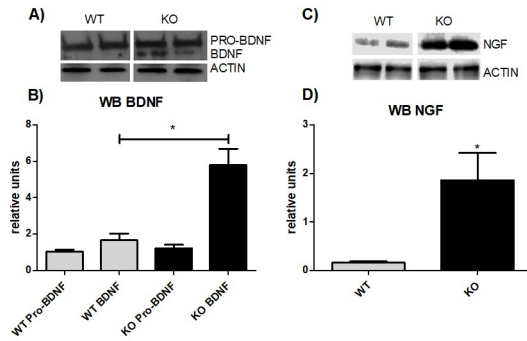 A)
WT KO
PRO-BDNF
BDNF
ACTIN
B)
WB BDNF
relative units
8
6
4
2
0
*
WT Pro-BDNF
WT BDNF
KO Pro-BDNF
KO BDNF
C)
WT KO
NGF
ACTIN
D)
WB NGF
relative units
3
2
1
0
*
WT
KO